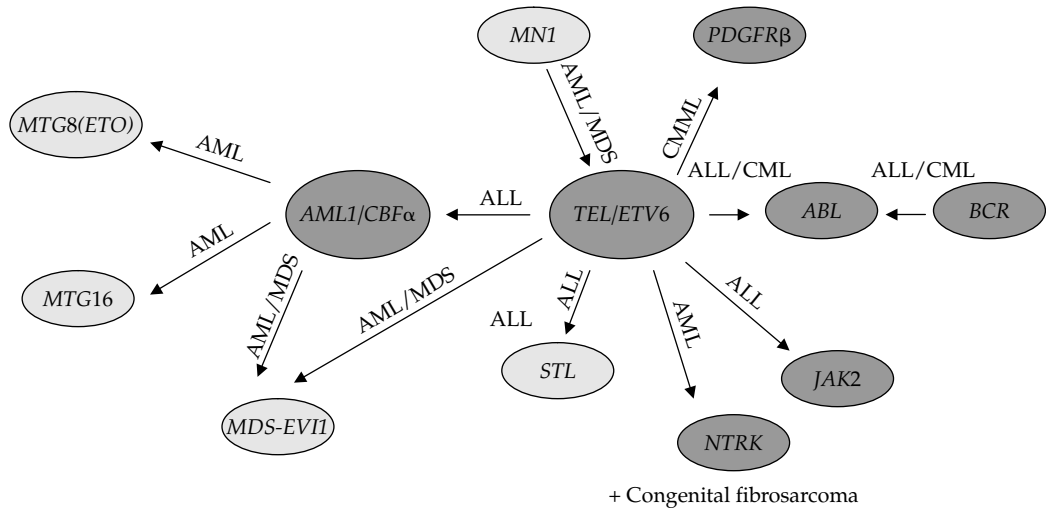 MN1
PDGFRβ
AML/MDS
CMML
MTG8(ETO)
AML
ALL/CML
ALL/CML
AML1/CBFα
ALL
TEL/ETV6
ABL
BCR
AML
MTG16
AML/MDS
AML/MDS
ALL
ALL
AML
ALL
STL
JAK2
MDS-EVI1
NTRK
+ Congenital fibrosarcoma